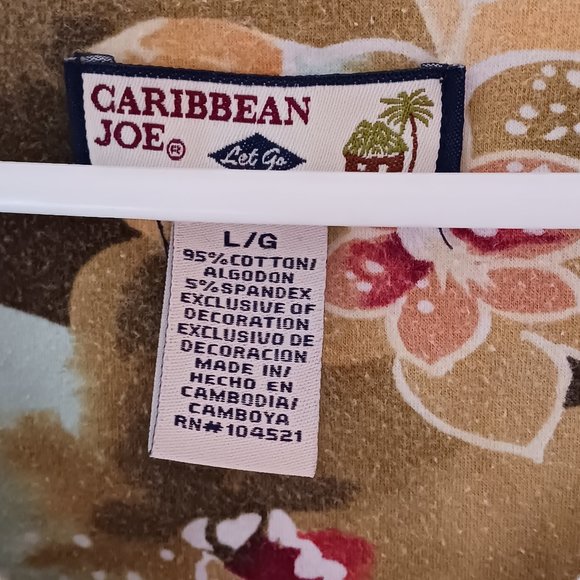 CARIBBEAN
JOE®
Let Go
L/G
95%COTTON/
ALGODON
5%SPANDEX
EXCLUSIVE OF
DECORATION
EXCLUSIVO DE
DECORACION
MADE IN/
HECHO EN
CAMBODIA/
CAMBOYA
RN#104521